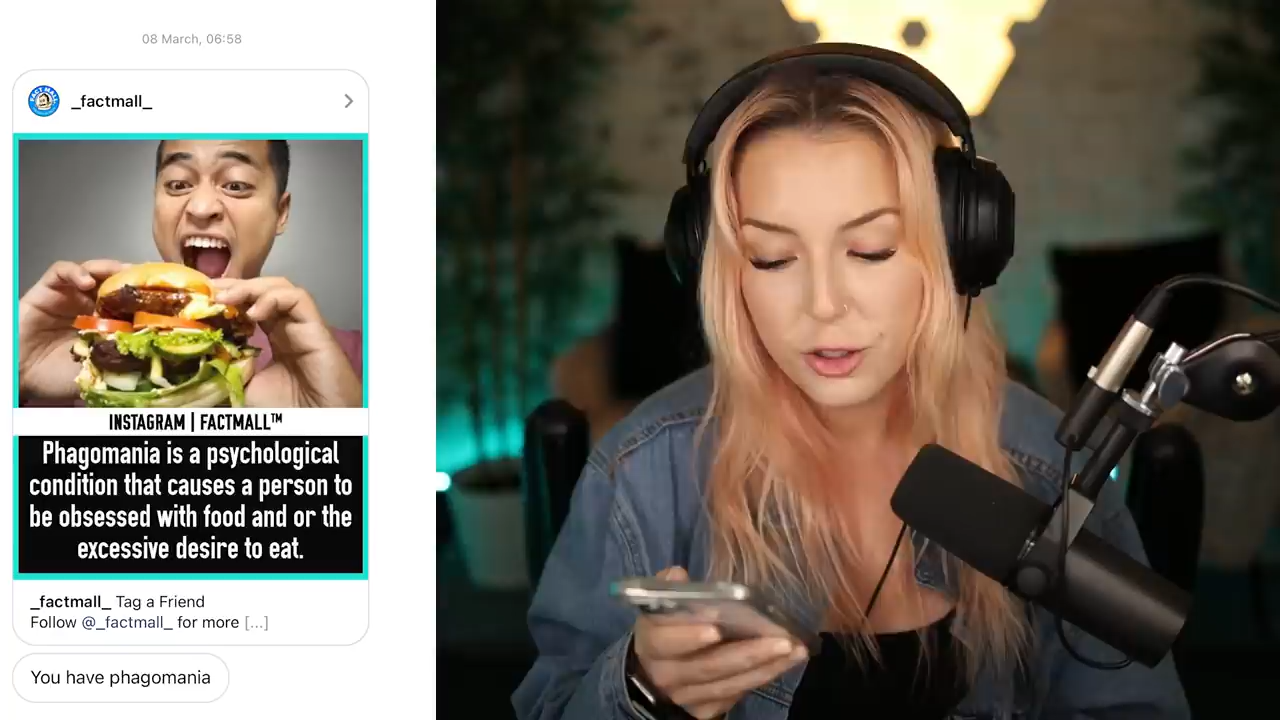 08 March, 06:58
_factmall_
INSTAGRAM | FACTMALL™
Phagomania is a psychological
condition that causes a person to
be obsessed with food and or the
excessive desire to eat.
_factmall_ Tag a Friend
Follow @_factmall_ for more [...]
You have phagomania